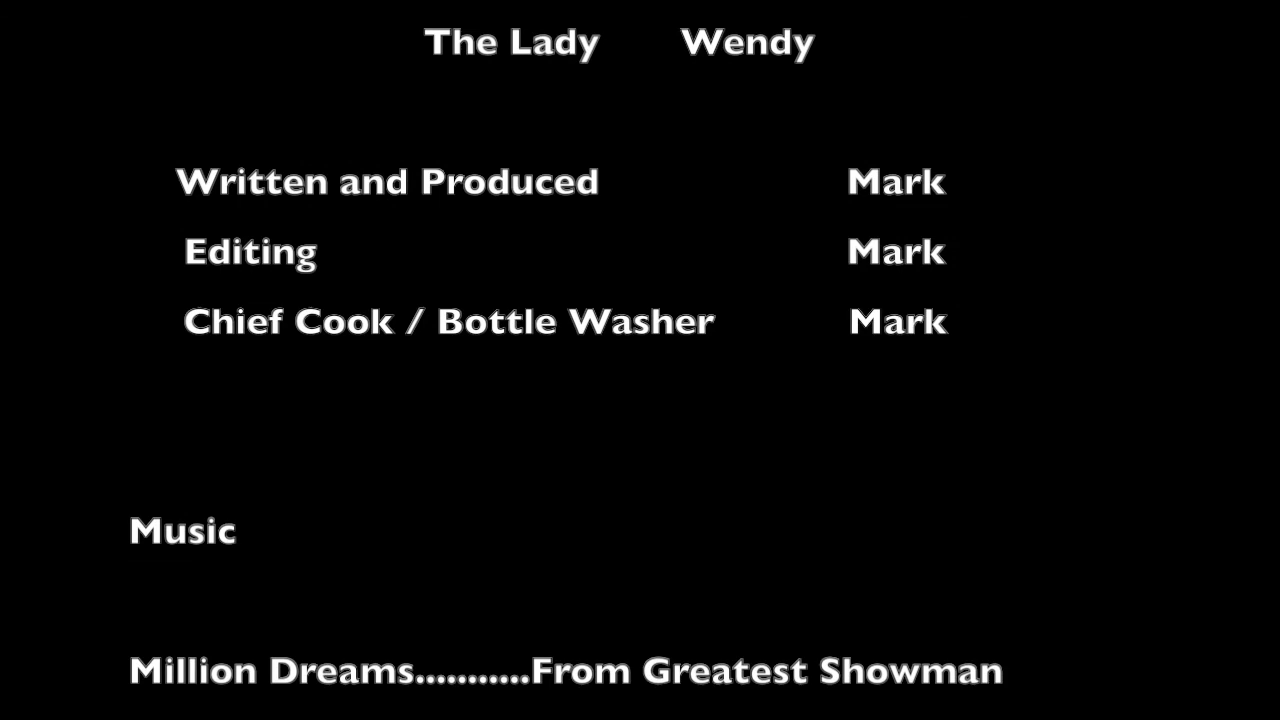 The Lady Wendy
Written and Produced Mark
Editing Mark
Chief Cook / Bottle Washer Mark
Music
Million Dreams...........From Greatest Showman